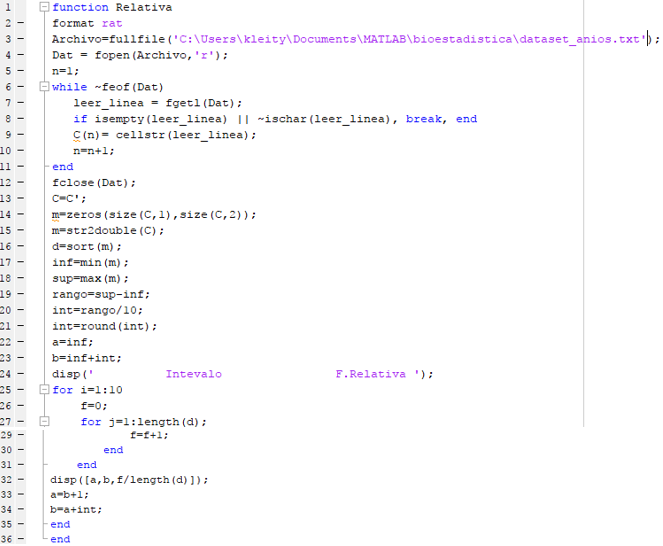 1 function Relativa
2 format rat
3 Archivo=fullfile('C:\Users\kleity\Documents\MATLAB\bioestadistica\dataset_anios.txt');
4 Dat = fopen(Archivo,'r');
5 n=1;
6 while ~feof(Dat)
7 leer_linea = fgetl(Dat);
8 if isempty(leer_linea) || ~ischar(leer_linea), break, end
9 C(n)= cellstr(leer_linea);
10 n=n+1;
11 end
12 fclose(Dat);
13 C=C';
14 m=zeros(size(C,1),size(C,2));
15 m=str2double(C);
16 d=sort(m);
17 inf=min(m);
18 sup=max(m);
19 rango=sup-inf;
20 int=rango/10;
21 int=round(int);
22 a=inf;
23 b=inf+int;
24 disp(' Intevalo F.Relativa ');
25 for i=1:10
26 f=0;
27 for j=1:length(d);
29 f=f+1;
30 end
31 end
32 disp([a,b,f/length(d)]);
33 a=b+1;
34 b=a+int;
35 end
36 end